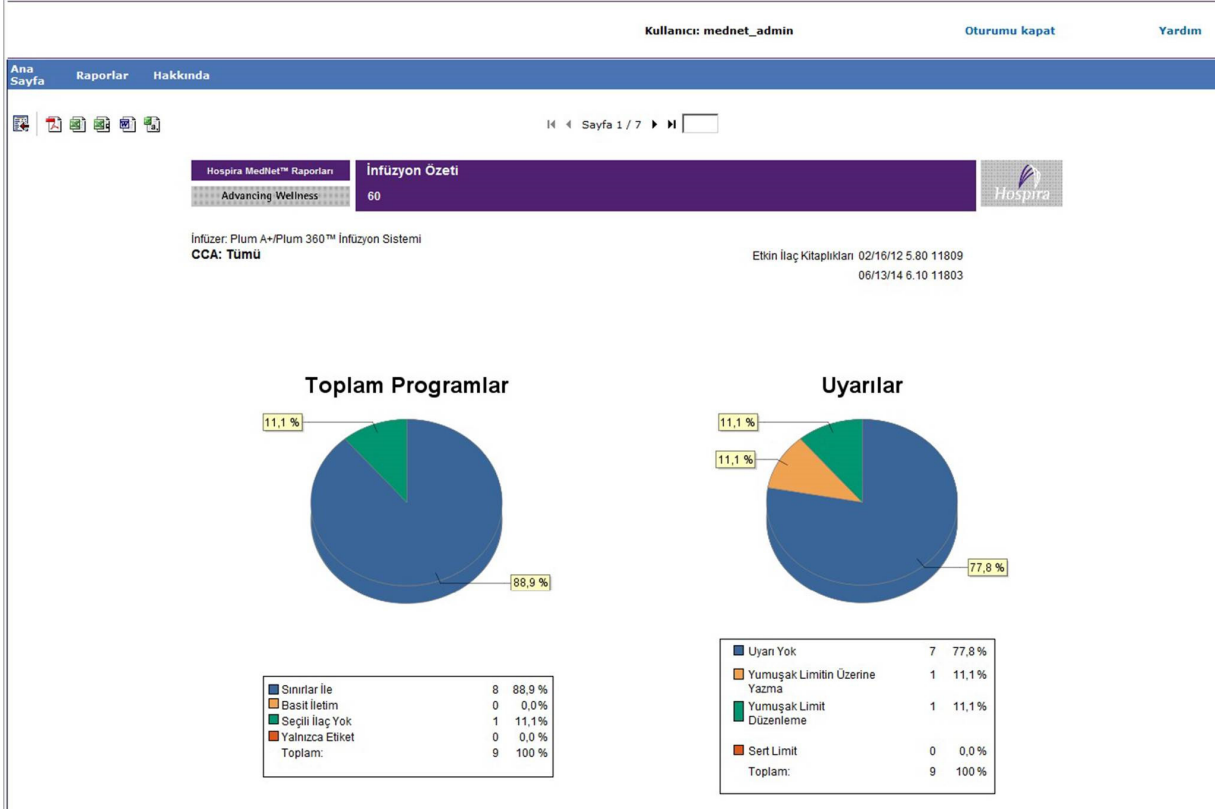 Kullanıcı: mednet_admin Oturumu kapat Yardım
Ana Sayfa Raporlar Hakkında
Sayfa 1 / 7
Hospira MedNet™ Raporları
Advancing Wellness
İnfüzyon Özeti
60
Hospira
İnfüzer: Plum A+/Plum 360™ İnfüzyon Sistemi
CCA: Tümü
Etkin İlaç Kitaplıkları 02/16/12 5.80 11809
06/13/14 6.10 11803
Toplam Programlar
11,1 %
88,9 %
Sınırlar İle 8 88,9 %
Basit İletim 0 0,0%
Seçili İlaç Yok 1 11,1%
Yalnızca Etiket 0 0,0 %
Toplam: 9 100 %
Uyarılar
11,1 %
11,1 %
77,8 %
Uyarı Yok 7 77,8 %
Yumuşak Limitin Üzerine 1 11,1%
Yazma
Yumuşak Limit 1 11,1%
Düzenleme
Sert Limit 0 0,0%
Toplam: 9 100 %